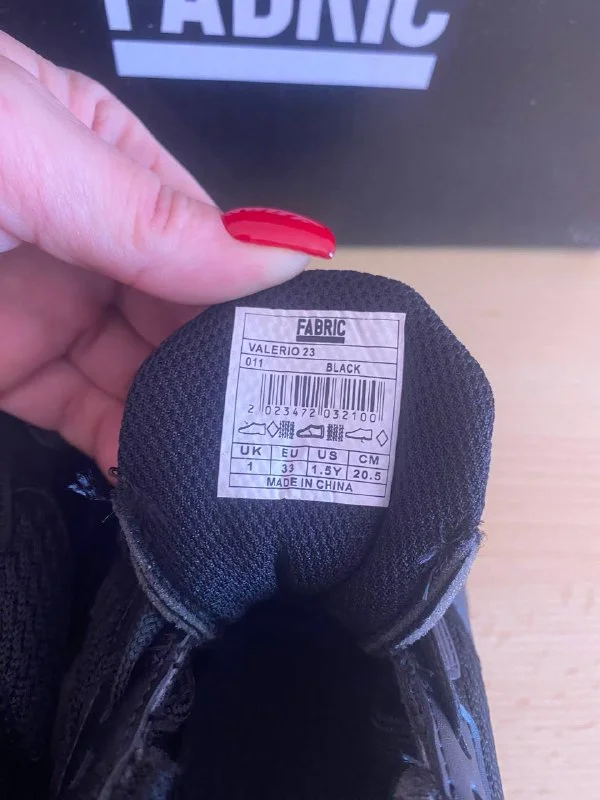 FABRIC
FABRIC
VALERIO 23
011 BLACK
2 023472 032100
UK EU US CM
1 33 1.5Y 20.5
MADE IN CHINA